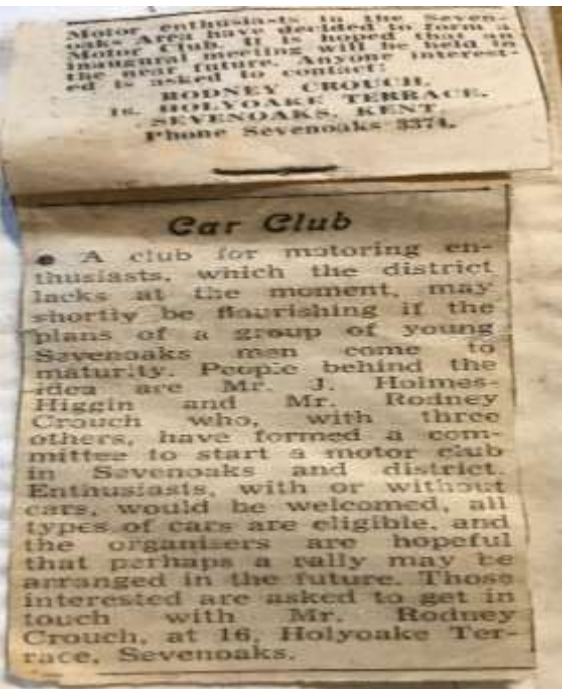 Motor enthusiasts in the Seven-
oaks Area have decided to form a
Motor Club. It is hoped that an
inaugural meeting will be held in
the near future. Anyone interest-
ed is asked to contact:
RODNEY CROUCH,
16, HOLYOAKE TERRACE,
SEVENOAKS, KENT
Phone Sevenoaks 3374.
Car Club
• A club for motoring en-
thusiasts, which the district
lacks at the moment, may
shortly be flourishing if the
plans of a group of young
Sevenoaks men come to
maturity. People behind the
idea are Mr. J. Holmes-
Higgin and Mr. Rodney
Crouch who, with three
others, have formed a com-
mittee to start a motor club
in Sevenoaks and district.
Enthusiasts, with or without
cars, would be welcomed, all
types of cars are eligible, and
the organisers are hopeful
that perhaps a rally may be
arranged in the future. Those
interested are asked to get in
touch with Mr. Rodney
Crouch, at 16, Holyoake Ter-
race, Sevenoaks.